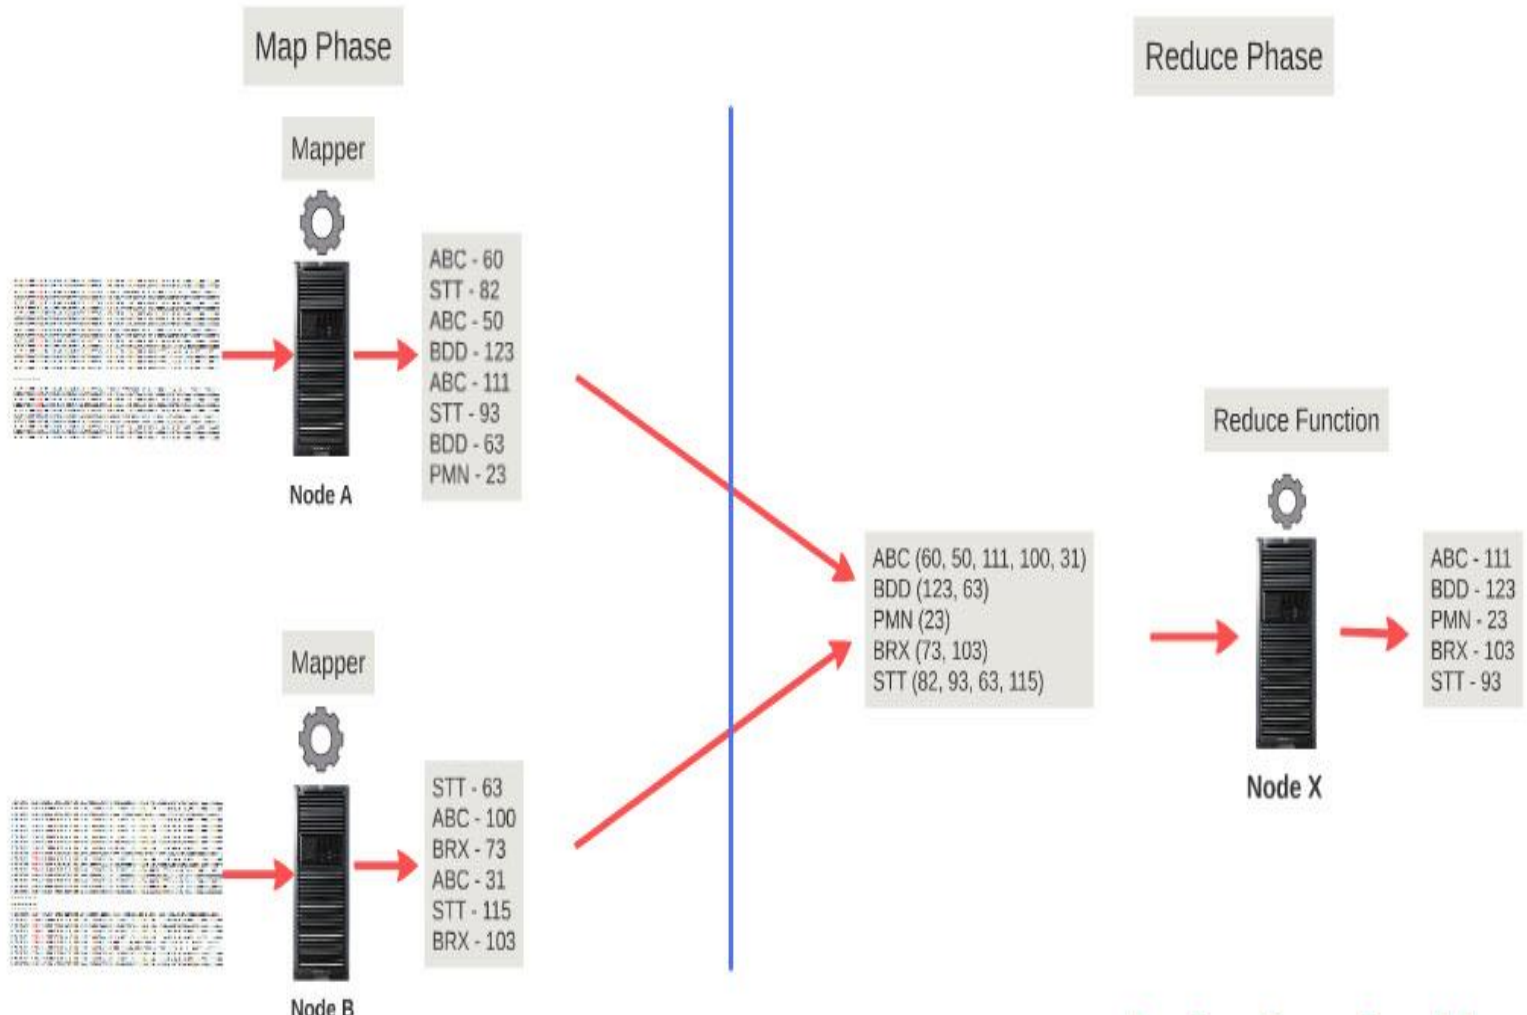 Map Phase
Reduce Phase
Mapper
ABC - 60
STT - 82
ABC - 50
BDD - 123
ABC - 111
STT - 93
BDD - 63
PMN - 23
Node A
Mapper
STT - 63
ABC - 100
BRX - 73
ABC - 31
STT - 115
BRX - 103
Node B
ABC (60, 50, 111, 100, 31)
BDD (123, 63)
PMN (23)
BRX (73, 103)
STT (82, 93, 63, 115)
Reduce Function
Node X
ABC - 111
BDD - 123
PMN - 23
BRX - 103
STT - 93